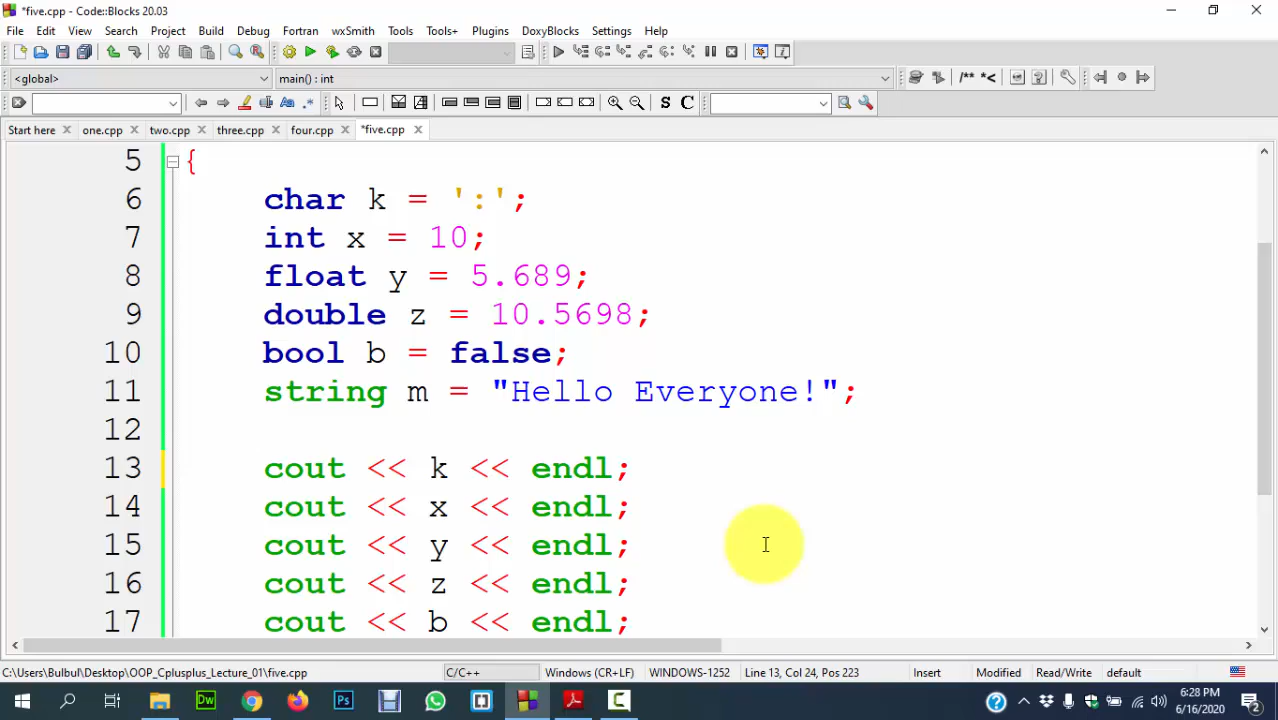 *five.cpp - Code::Blocks 20.03
File Edit View Search Project Build Debug Fortran wxSmith Tools Tools+ Plugins DoxyBlocks Settings Help
<global> main() : int /** *<
S C
Start here one.cpp two.cpp three.cpp four.cpp *five.cpp
5 {
6 char k = ':';
7 int x = 10;
8 float y = 5.689;
9 double z = 10.5698;
10 bool b = false;
11 string m = "Hello Everyone!";
12
13 cout << k << endl;
14 cout << x << endl;
15 cout << y << endl;
16 cout << z << endl;
17 cout << b << endl;
C:\Users\Bulbul\Desktop\OOP_Cplusplus_Lecture_01\five.cpp C/C++ Windows (CR+LF) WINDOWS-1252 Line 13, Col 24, Pos 223 Insert Modified Read/Write default
Dw Ps 6:28 PM
6/16/2020 2